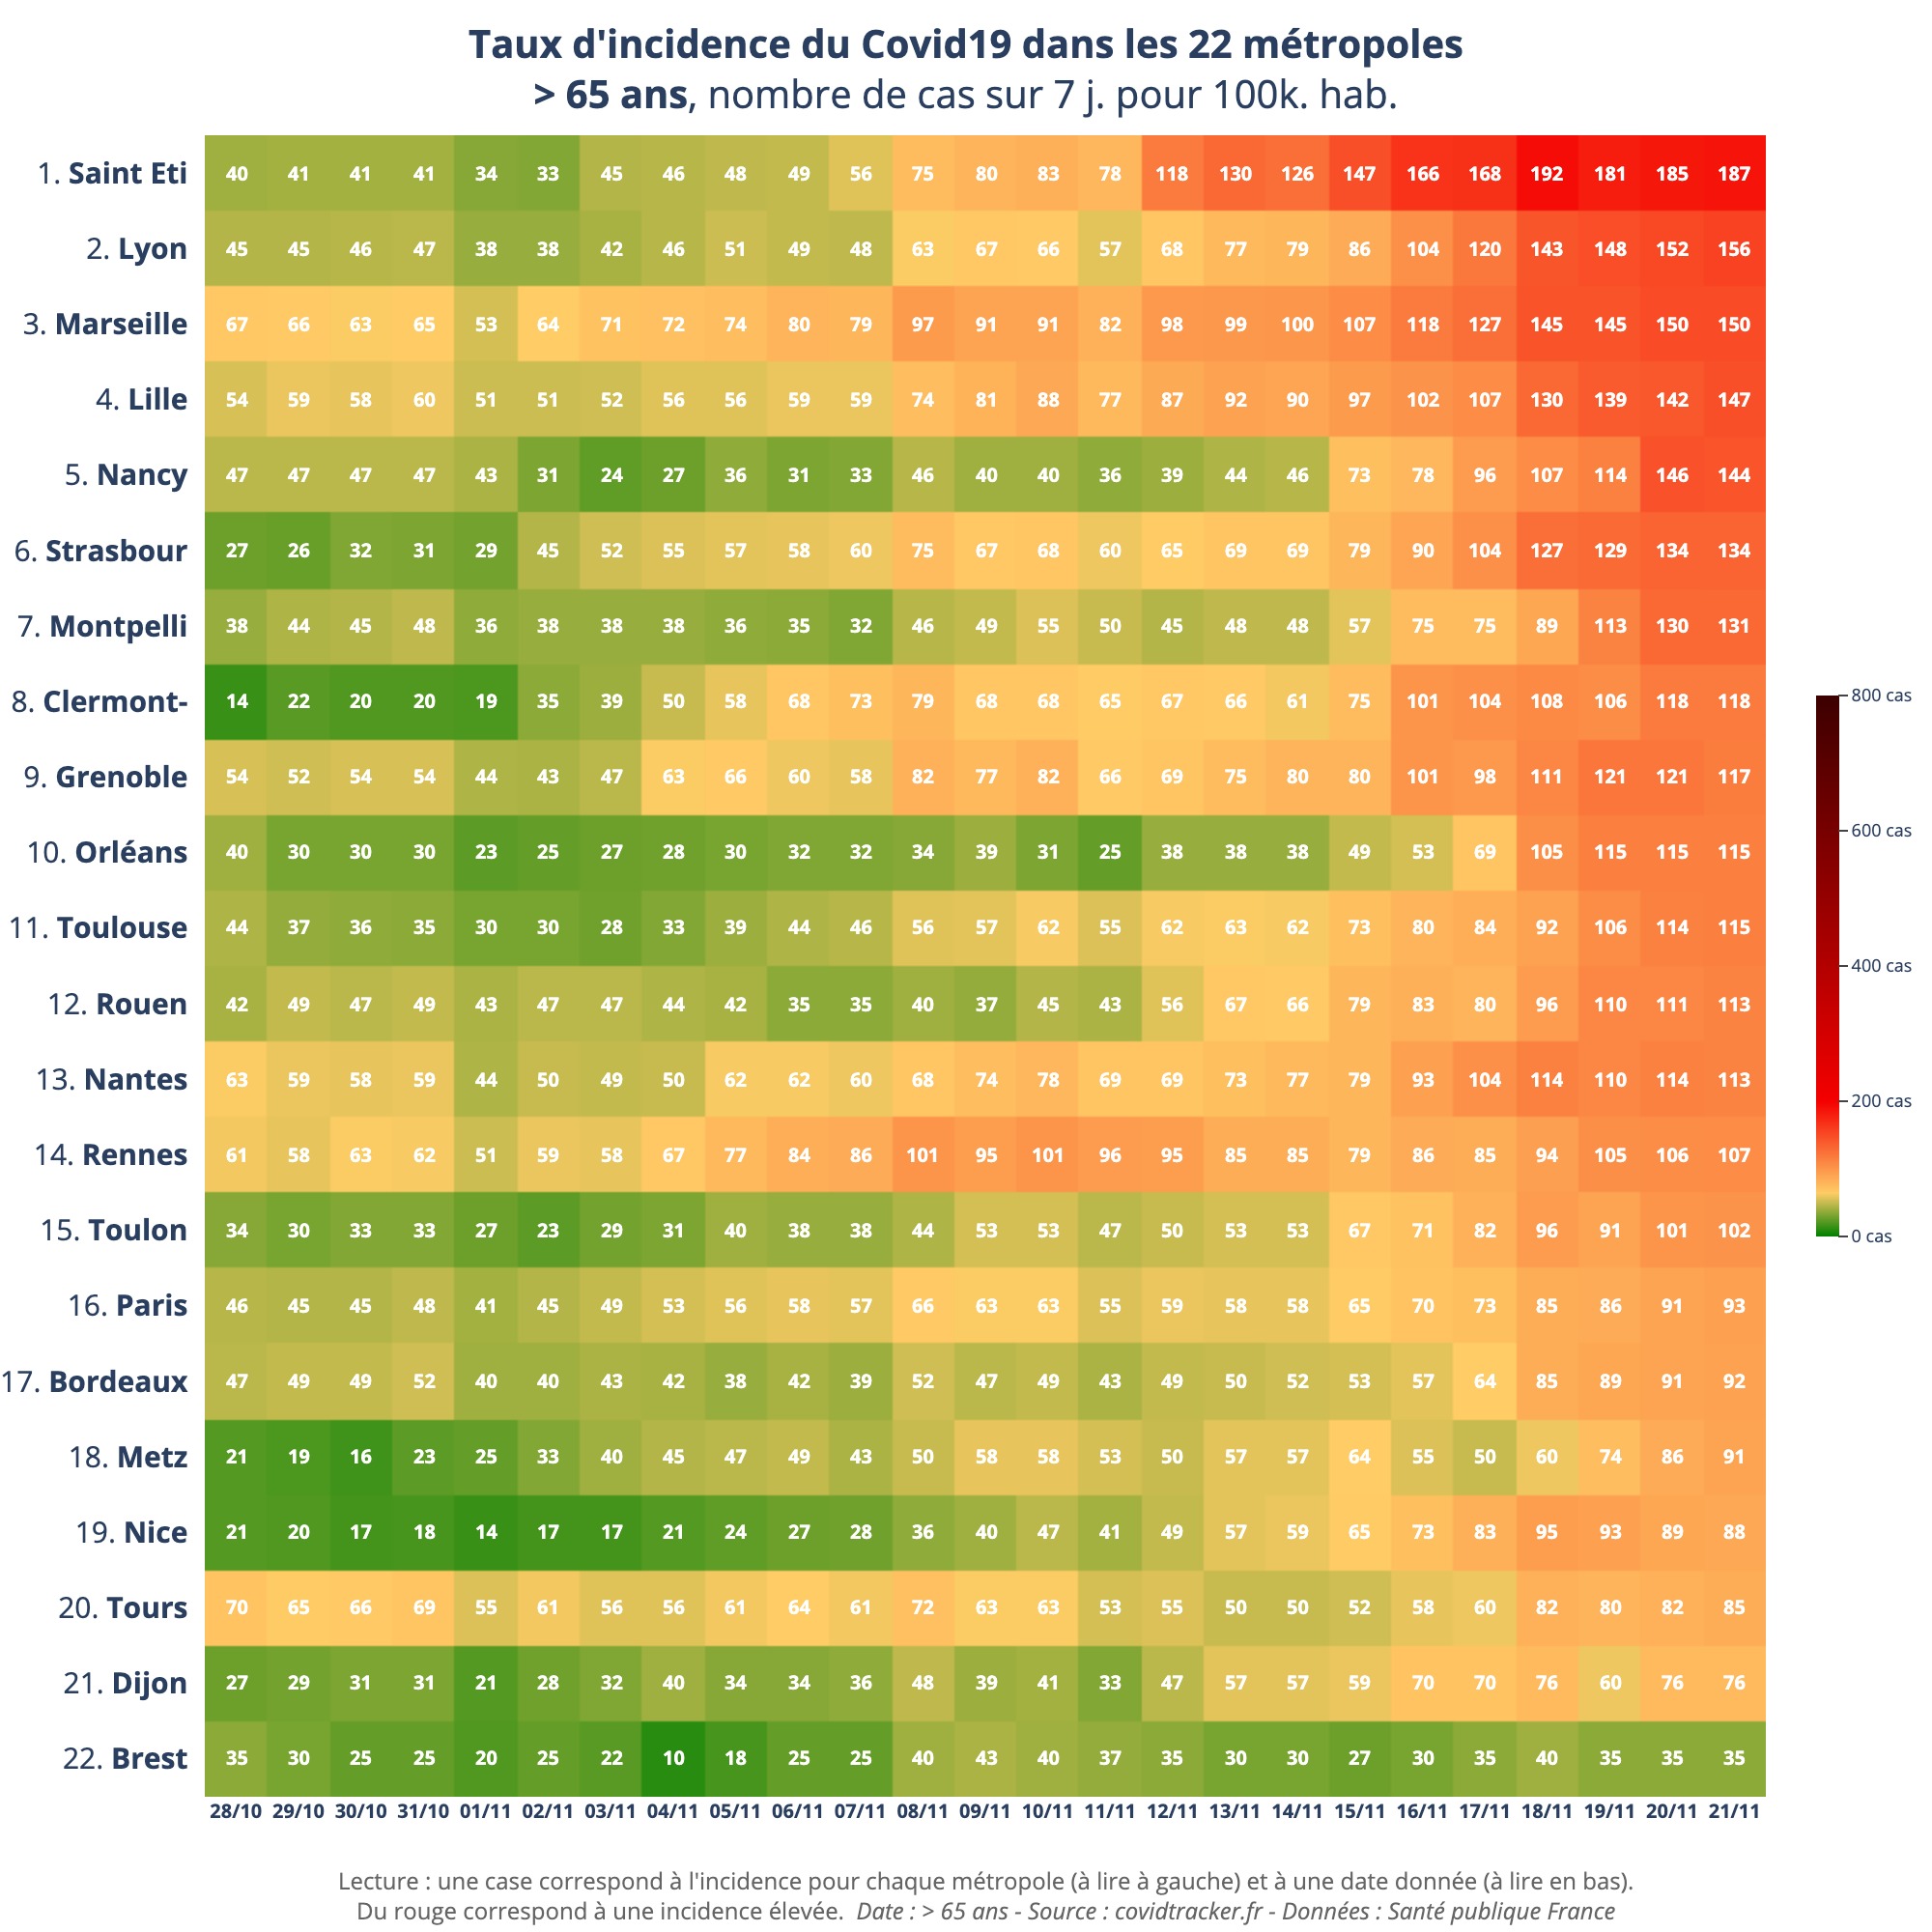 Taux d'incidence du Covid19 dans les 22 métropoles
> 65 ans, nombre de cas sur 7 j. pour 100k. hab.
1. Saint Eti 40 41 41 41 34 33 45 46 48 49 56 75 80 83 78 118 130 126 147 166 168 192 181 185 187
2. Lyon 45 45 46 47 38 38 42 46 51 49 48 63 67 66 57 68 77 79 86 104 120 143 148 152 156
3. Marseille 67 66 63 65 53 64 71 72 74 80 79 97 91 91 82 98 99 100 107 118 127 145 145 150 150
4. Lille 54 59 58 60 51 51 52 56 56 59 59 74 81 88 77 87 92 90 97 102 107 130 139 142 147
5. Nancy 47 47 47 47 43 31 24 27 36 31 33 46 40 40 36 39 44 46 73 78 96 107 114 146 144
6. Strasbour 27 26 32 31 29 45 52 55 57 58 60 75 67 68 60 65 69 69 79 90 104 127 129 134 134
7. Montpelli 38 44 45 48 36 38 38 38 36 35 32 46 49 55 50 45 48 48 57 75 75 89 113 130 131
8. Clermont- 14 22 20 20 19 35 39 50 58 68 73 79 68 68 65 67 66 61 75 101 104 108 106 118 118
9. Grenoble 54 52 54 54 44 43 47 63 66 60 58 82 77 82 66 69 75 80 80 101 98 111 121 121 117
10. Orléans 40 30 30 30 23 25 27 28 30 32 32 34 39 31 25 38 38 38 49 53 69 105 115 115 115
11. Toulouse 44 37 36 35 30 30 28 33 39 44 46 56 57 62 55 62 63 62 73 80 84 92 106 114 115
12. Rouen 42 49 47 49 43 47 47 44 42 35 35 40 37 45 43 56 67 66 79 83 80 96 110 111 113
13. Nantes 63 59 58 59 44 50 49 50 62 62 60 68 74 78 69 69 73 77 79 93 104 114 110 114 113
14. Rennes 61 58 63 62 51 59 58 67 77 84 86 101 95 101 96 95 85 85 79 86 85 94 105 106 107
15. Toulon 34 30 33 33 27 23 29 31 40 38 38 44 53 53 47 50 53 53 67 71 82 96 91 101 102
16. Paris 46 45 45 48 41 45 49 53 56 58 57 66 63 63 55 59 58 58 65 70 73 85 86 91 93
17. Bordeaux 47 49 49 52 40 40 43 42 38 42 39 52 47 49 43 49 50 52 53 57 64 85 89 91 92
18. Metz 21 19 16 23 25 33 40 45 47 49 43 50 58 58 53 50 57 57 64 55 50 60 74 86 91
19. Nice 21 20 17 18 14 17 17 21 24 27 28 36 40 47 41 49 57 59 65 73 83 95 93 89 88
20. Tours 70 65 66 69 55 61 56 56 61 64 61 72 63 63 53 55 50 50 52 58 60 82 80 82 85
21. Dijon 27 29 31 31 21 28 32 40 34 34 36 48 39 41 33 47 57 57 59 70 70 76 60 76 76
22. Brest 35 30 25 25 20 25 22 10 18 25 25 40 43 40 37 35 30 30 27 30 35 40 35 35 35
28/10 29/10 30/10 31/10 01/11 02/11 03/11 04/11 05/11 06/11 07/11 08/11 09/11 10/11 11/11 12/11 13/11 14/11 15/11 16/11 17/11 18/11 19/11 20/11 21/11
800 cas
600 cas
400 cas
200 cas
0 cas
Lecture : une case correspond à l'incidence pour chaque métropole (à lire à gauche) et à une date donnée (à lire en bas).
Du rouge correspond à une incidence élevée. Date : > 65 ans - Source : covidtracker.fr - Données : Santé publique France